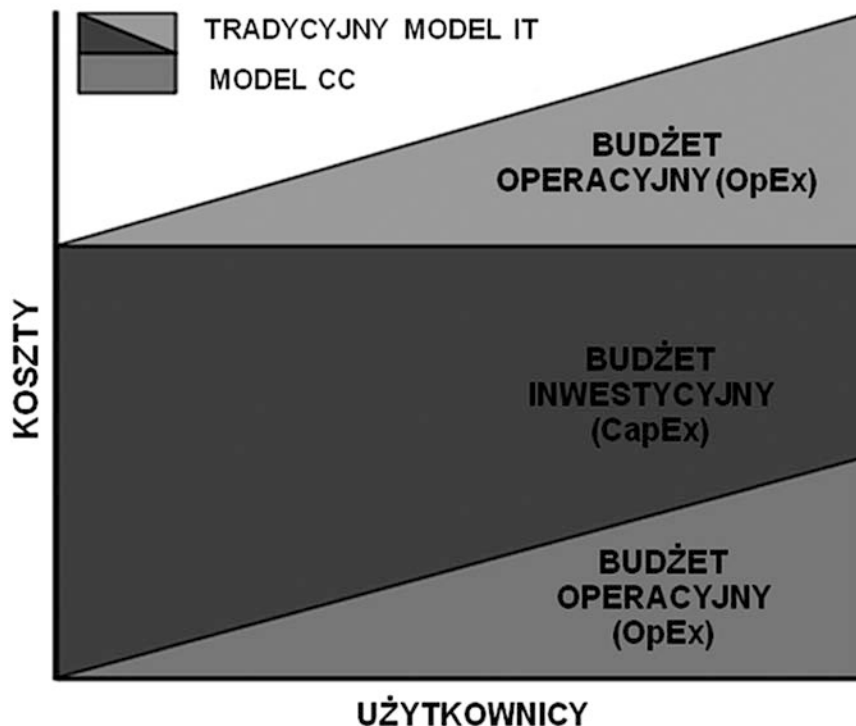 TRADYCYJNY MODEL IT
MODEL CC
BUDŻET
OPERACYJNY (OpEx)
BUDŻET
INWESTYCYJNY
(CapEx)
BUDŻET
OPERACYJNY
(OpEx)
KOSZTY
UŻYTKOWNICY